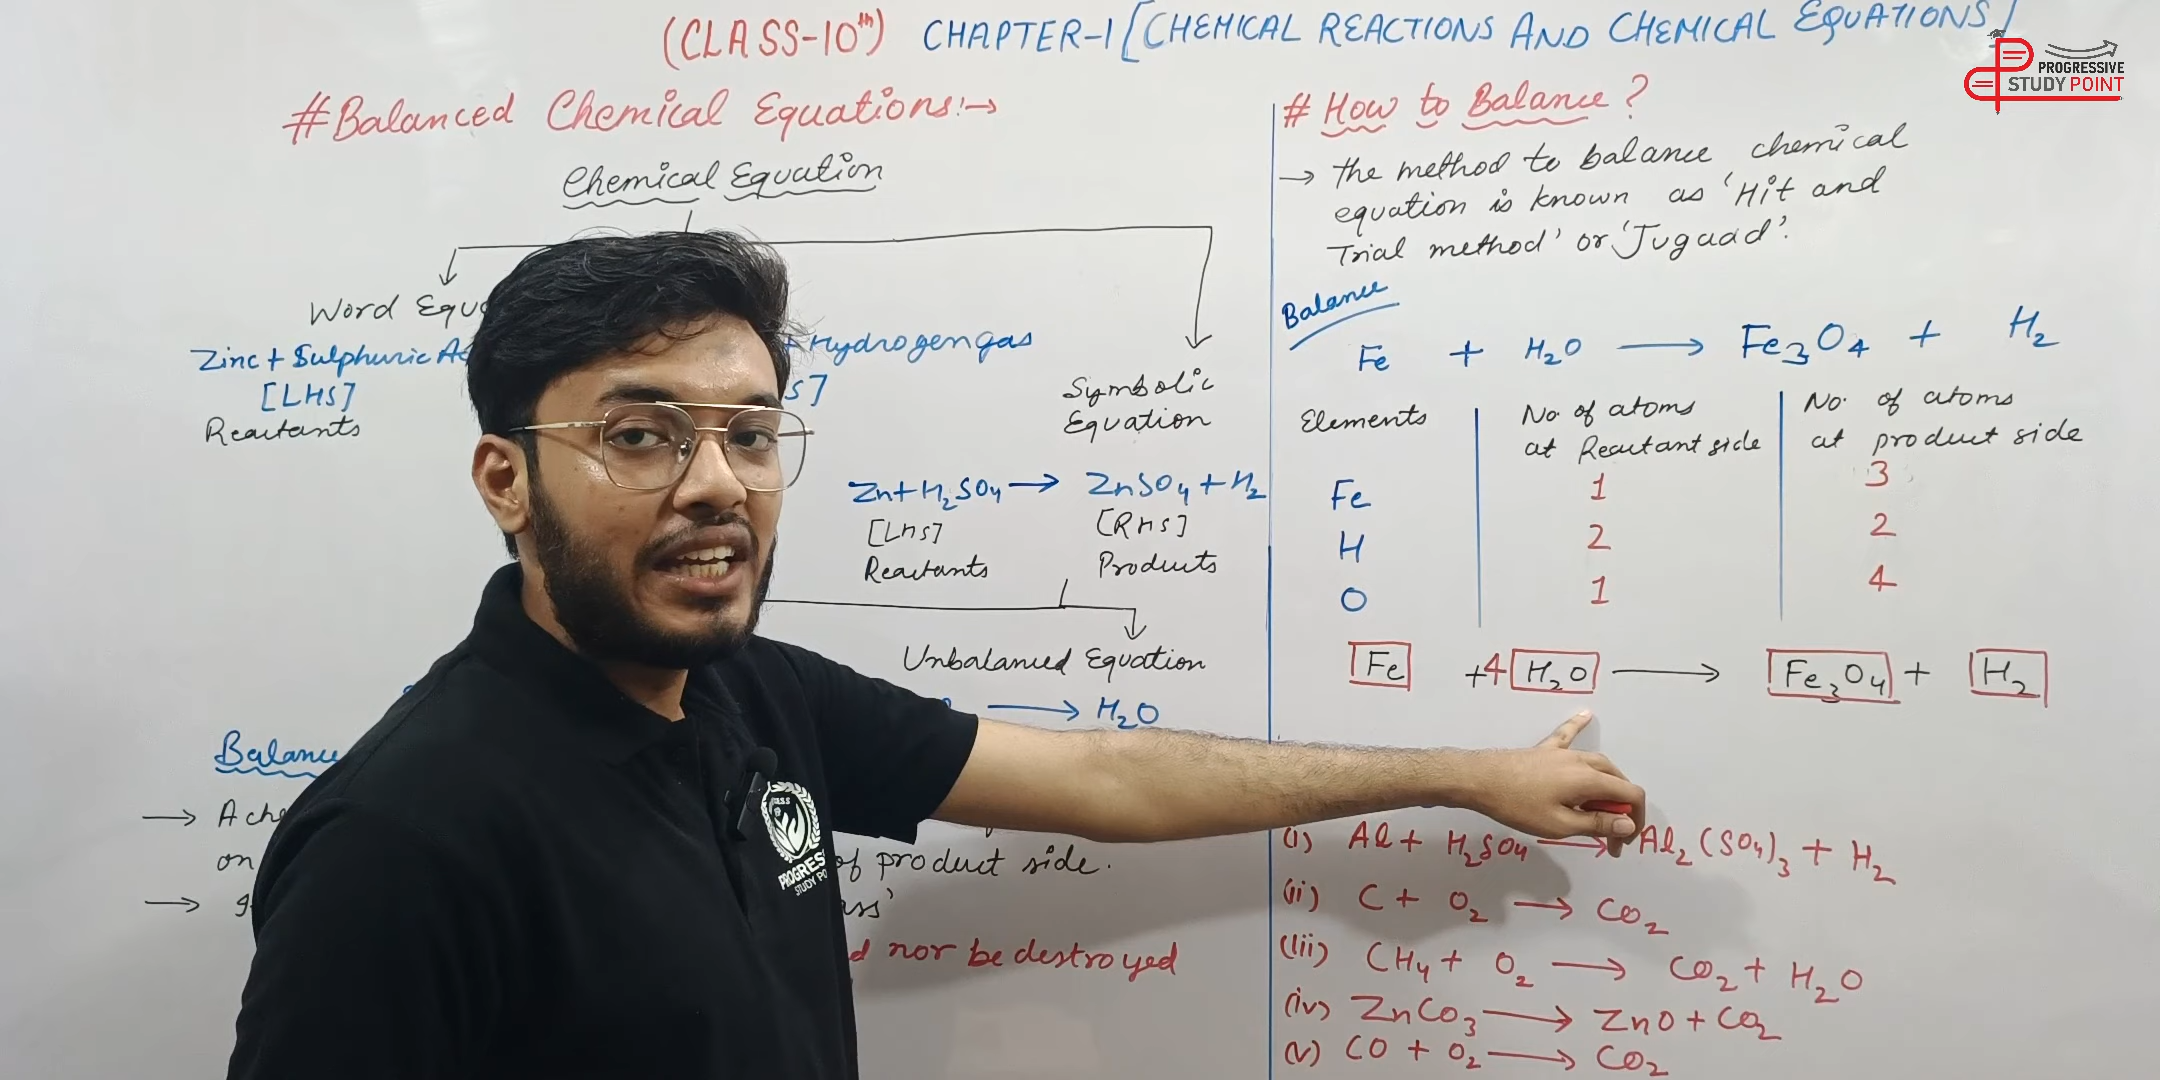 (CLASS-10th) CHAPTER-1 [CHEMICAL REACTIONS AND CHEMICAL EQUATIONS]
PROGRESSIVE
STUDY POINT
#Balanced Chemical Equations:→
Chemical Equation
Word
Zinc + Sulphuric
+ Hydrogen gas
[LHS]
Reactants
Symbolic
Equation
Zn + H₂SO₄ → ZnSO₄ + H₂
[LHS] [RHS]
Reactants Products
Unbalanced Equation
→ H₂O
of product side.
on
nor be destroyed
# How to Balance?
→ The method to balance chemical
equation is known as 'Hit and
Trial method' or 'Jugaad'.
Balance
Fe + H₂O → Fe₃O₄ + H₂
Elements No. of atoms at Reactant side No. of atoms at product side
Fe 1 3
H 2 2
O 1 4
Fe +4 H₂O → Fe₃O₄ + H₂
(i) Al + H₂SO₄ → Al₂(SO₄)₃ + H₂
(ii) C + O₂ → CO₂
(iii) CH₄ + O₂ → CO₂ + H₂O
(iv) ZnCO₃ → ZnO + CO₂
(v) CO + O₂ → CO₂
PROGRESS
STUDY PO